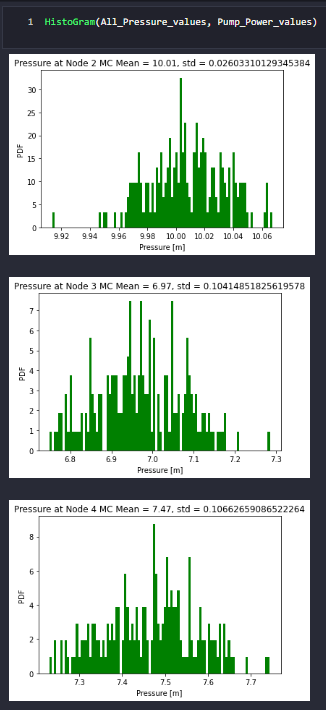 1 HistoGram(All_Pressure_values, Pump_Power_values)
Pressure at Node 2 MC Mean = 10.01, std = 0.02603310129345384
30
25
20
15
10
5
0
PDF
9.92 9.94 9.96 9.98 10.00 10.02 10.04 10.06
Pressure [m]
Pressure at Node 3 MC Mean = 6.97, std = 0.10414851825619578
7
6
5
4
3
2
1
0
PDF
6.8 6.9 7.0 7.1 7.2 7.3
Pressure [m]
Pressure at Node 4 MC Mean = 7.47, std = 0.10662659086522264
8
6
4
2
0
PDF
7.3 7.4 7.5 7.6 7.7
Pressure [m]